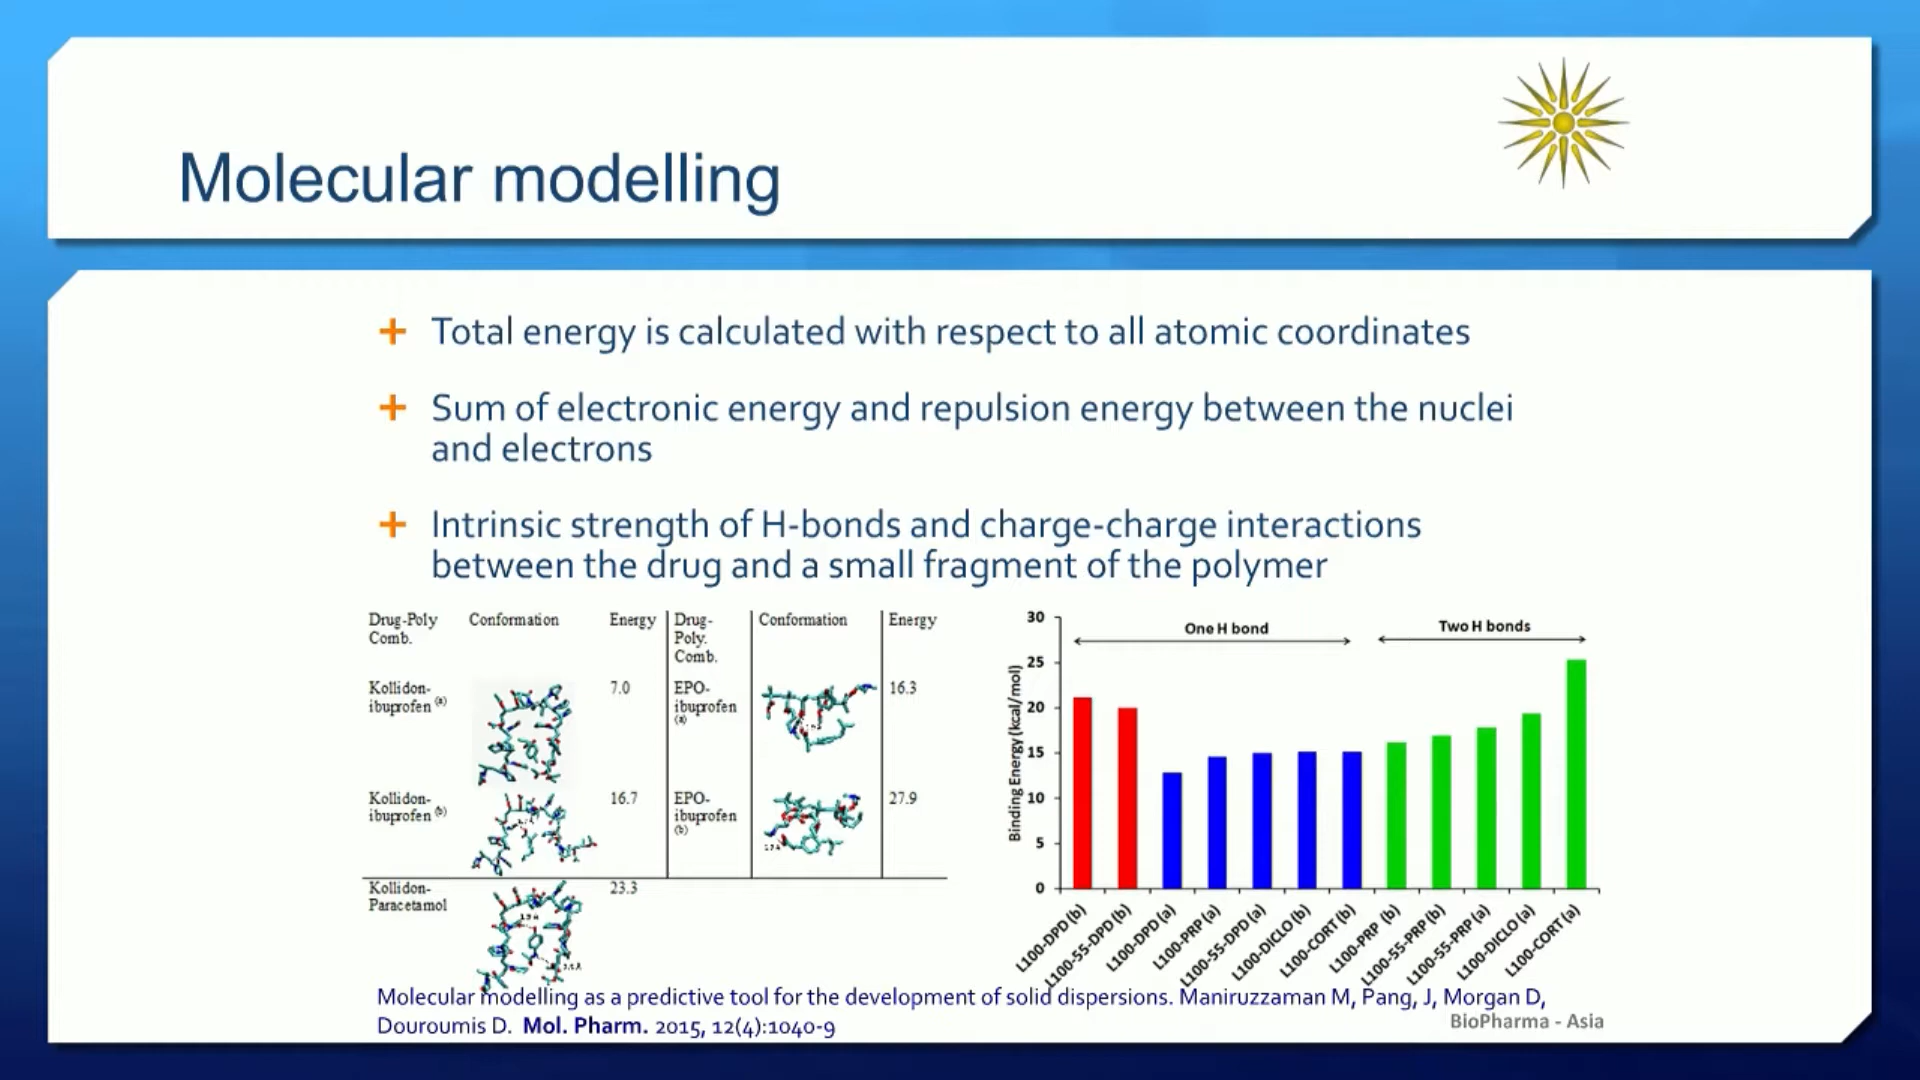 Molecular modelling
Total energy is calculated with respect to all atomic coordinates
Sum of electronic energy and repulsion energy between the nuclei
and electrons
Intrinsic strength of H-bonds and charge-charge interactions
between the drug and a small fragment of the polymer
Drug-Poly Comb. Conformation Energy Drug-Poly. Comb. Conformation Energy
Kollidon-ibuprofen (a) 7.0 EPO-ibuprofen (a) 16.3
Kollidon-ibuprofen (b) 16.7 EPO-ibuprofen (b) 27.9
Kollidon-Paracetamol 23.3
Binding Energy (kcal/mol)
30
25
20
15
10
5
0
One H bond
Two H bonds
L100-DPD (b)
L100-55-DPD (b)
L100-DPD (a)
L100-PRP (a)
L100-55-DPD (a)
L100-DICLO (b)
L100-CORT (b)
L100-PRP (b)
L100-55-PRP (b)
L100-55-PRP (a)
L100-DICLO (a)
L100-CORT (a)
Molecular modelling as a predictive tool for the development of solid dispersions. Maniruzzaman M, Pang, J, Morgan D,
Douroumis D. Mol. Pharm. 2015, 12(4):1040-9
BioPharma - Asia